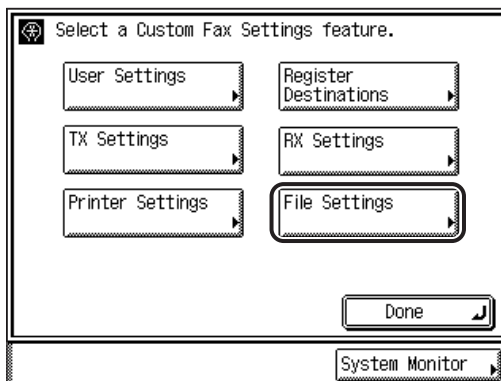 Select a Custom Fax Settings feature.
User Settings
Register
Destinations
TX Settings
RX Settings
Printer Settings
File Settings
Done
System Monitor